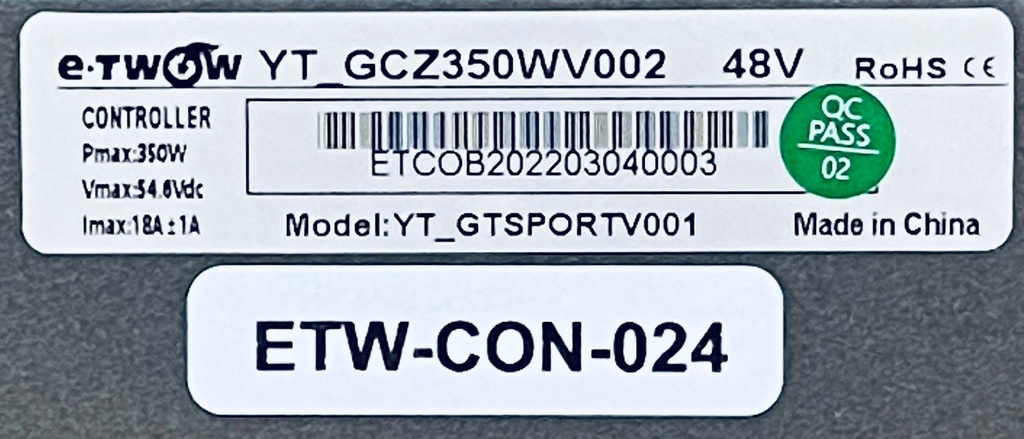 e·TWOW YT_GCZ350WV002 48V RoHS CE
CONTROLLER
Pmax:350W
Vmax:54.6Vdc
Imax:18A±1A
ETCOB202203040003
QC
PASS
02
Model:YT_GTSPORTV001
Made in China
ETW-CON-024